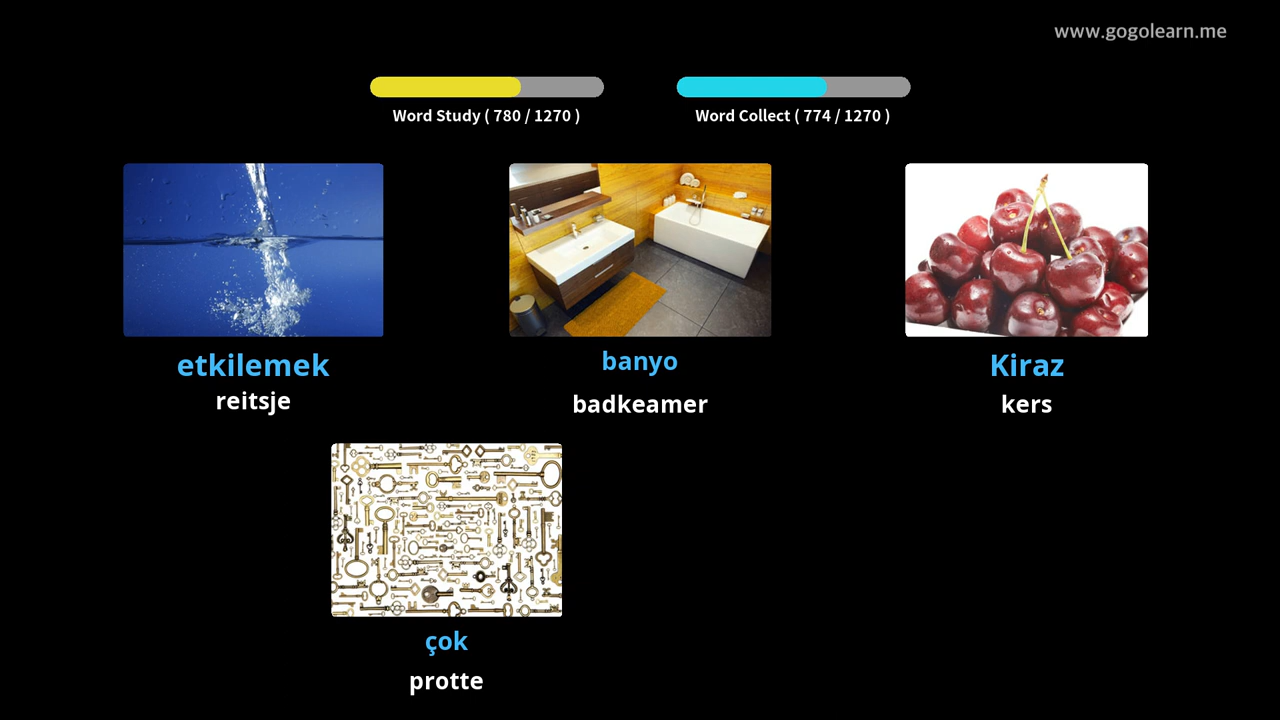 www.gogolearn.me
Word Study ( 780 / 1270 )
Word Collect ( 774 / 1270 )
etkilemek
reitsje
banyo
badkeamer
Kiraz
kers
çok
protte